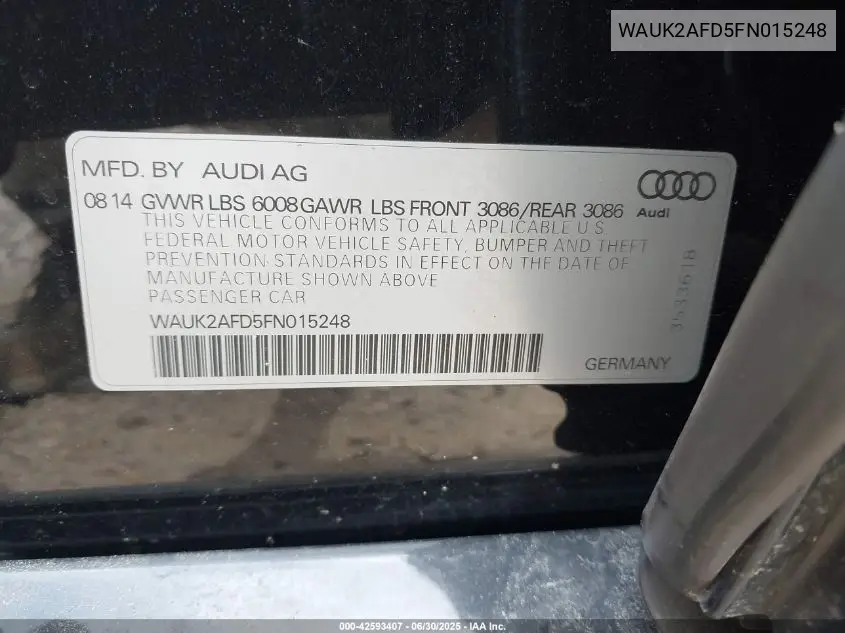 WAUK2AFD5FN015248
MFD. BY AUDI AG
08 14 GVWR LBS 6008 GAWR LBS FRONT 3086/REAR 3086
Audi
THIS VEHICLE CONFORMS TO ALL APPLICABLE U S
FEDERAL MOTOR VEHICLE SAFETY, BUMPER AND THEFT
PREVENTION STANDARDS IN EFFECT ON THE DATE OF
MANUFACTURE SHOWN ABOVE
PASSENGER CAR
3533618
WAUK2AFD5FN015248
GERMANY
000-42593407 - 06/30/2025 - IAA Inc.